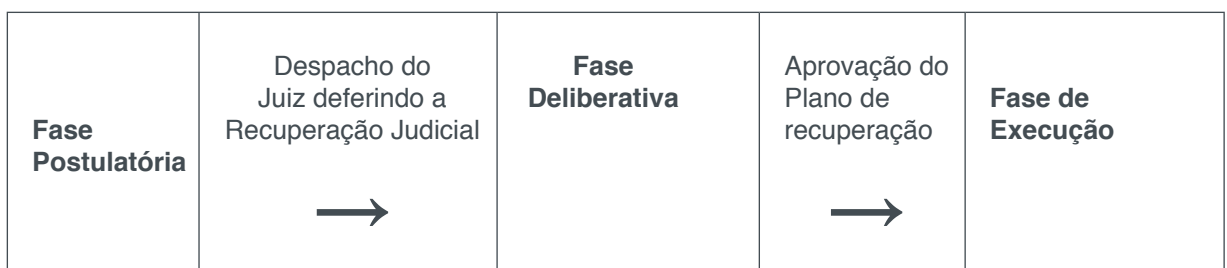 Fase
Postulatória
Despacho do
Juiz deferindo a
Recuperação Judicial
Fase
Deliberativa
Aprovação do
Plano de
recuperação
Fase de
Execução